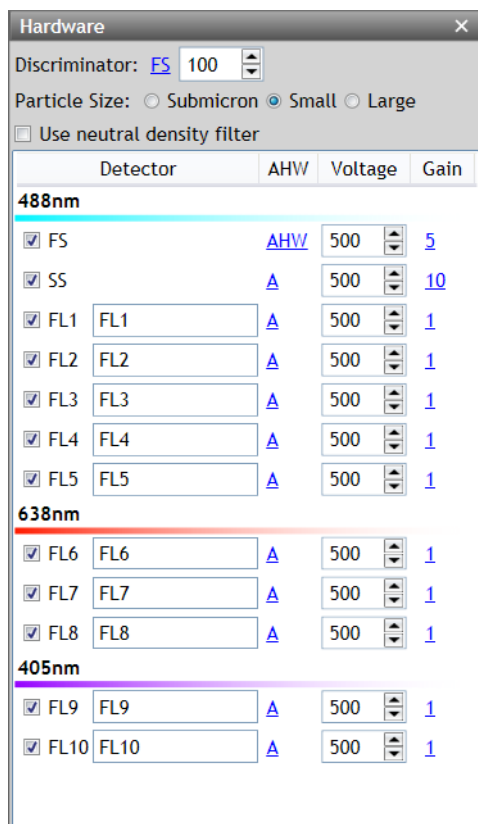 Hardware ×
Discriminator: FS 100
Particle Size: Submicron Small Large
Use neutral density filter
Detector AHW Voltage Gain
488nm
FS AHW 500 5
SS A 500 10
FL1 FL1 A 500 1
FL2 FL2 A 500 1
FL3 FL3 A 500 1
FL4 FL4 A 500 1
FL5 FL5 A 500 1
638nm
FL6 FL6 A 500 1
FL7 FL7 A 500 1
FL8 FL8 A 500 1
405nm
FL9 FL9 A 500 1
FL10 FL10 A 500 1